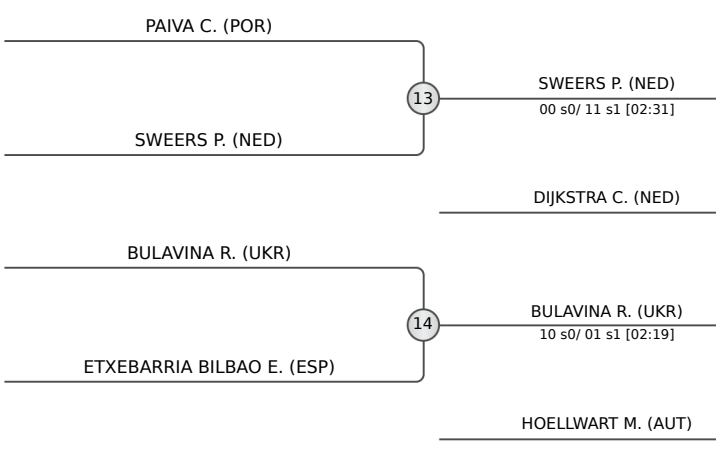 PAIVA C. (POR)
13
SWEERS P. (NED)
00 s0/ 11 s1 [02:31]
SWEERS P. (NED)
DIJKSTRA C. (NED)
BULAVINA R. (UKR)
14
BULAVINA R. (UKR)
10 s0/ 01 s1 [02:19]
ETXEBARRIA BILBAO E. (ESP)
HOELLWART M. (AUT)